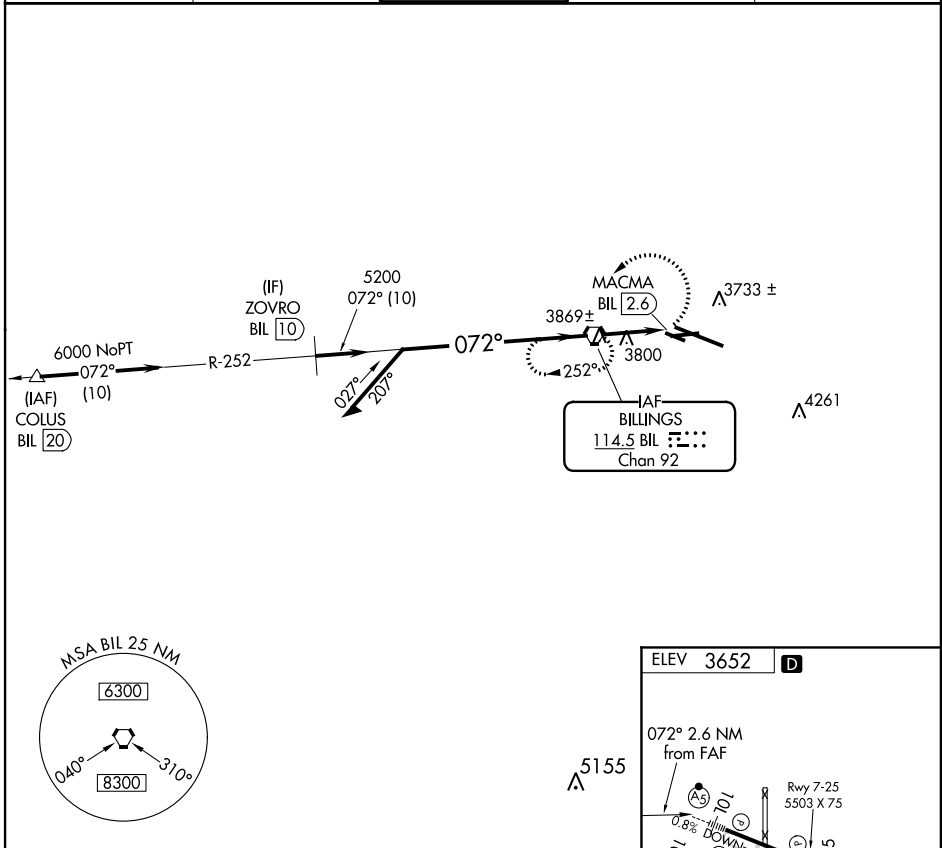 5200
072° (10)
(IF)
ZOVRO
BIL 10
MACMA
BIL 2.6
3733 ±
3869±
072°
3800
6000 NoPT
072°
(10)
R-252
027°
207°
252°
(IAF)
COLUS
BIL 20
IAF
BILLINGS
114.5 BIL
Chan 92
4261
MSA BIL 25 NM
6300
040°
310°
8300
5155
ELEV 3652 D
072° 2.6 NM
from FAF
A5
10L
P
Rwy 7-25
5503 X 75
X
X
0.8% DOWN
P